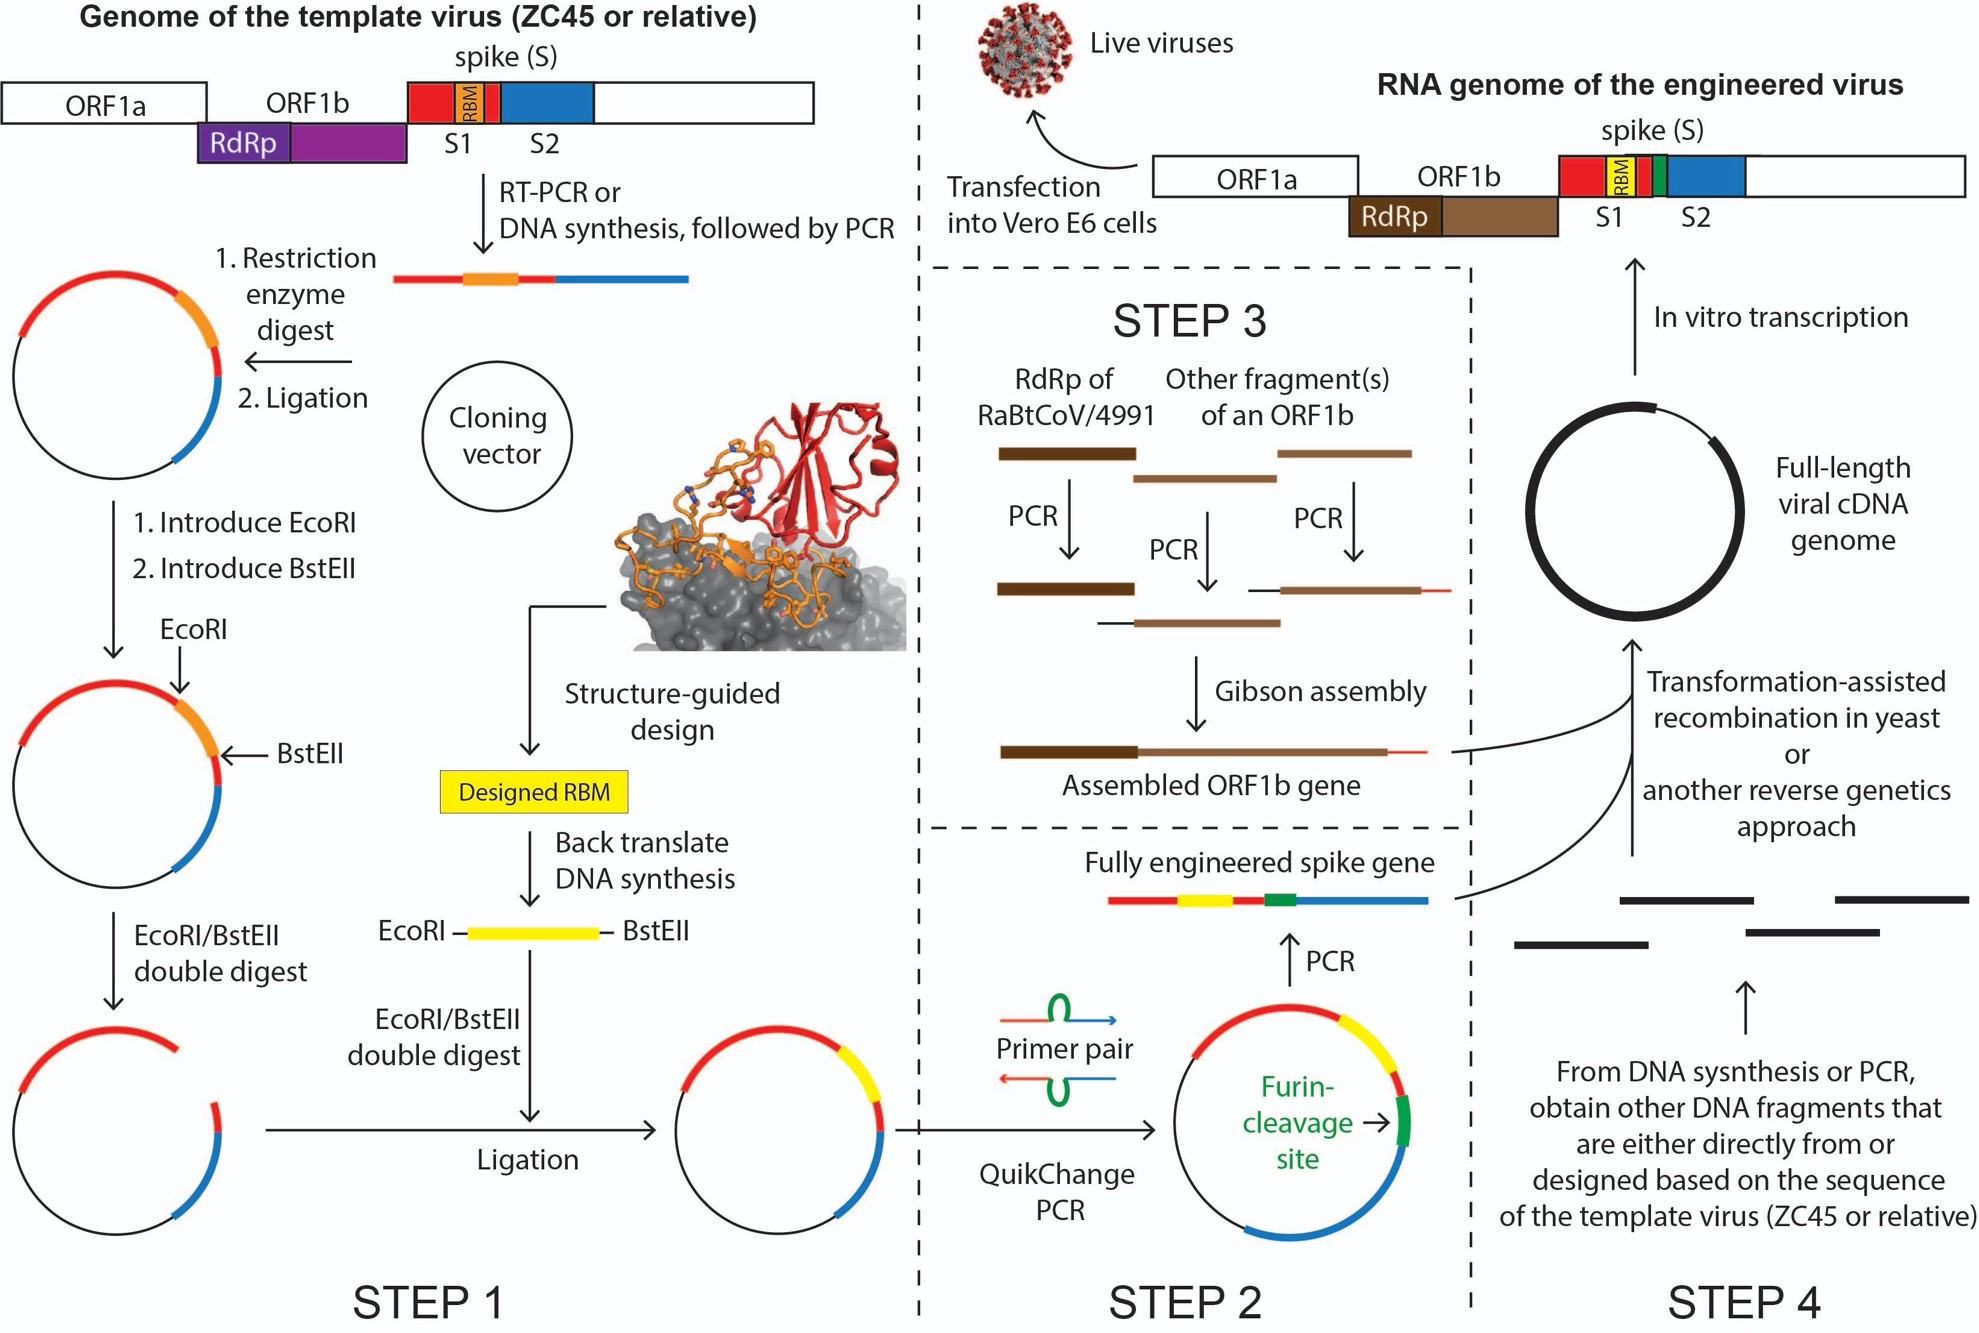 Genome of the template virus (ZC45 or relative)
spike (S)
ORF1a
ORF1b
RBM
RdRp
S1
S2
RT-PCR or
DNA synthesis, followed by PCR
1. Restriction
enzyme
digest
2. Ligation
Cloning
vector
1. Introduce EcoRI
2. Introduce BstEII
EcoRI
BstEII
Structure-guided
design
Designed RBM
Back translate
DNA synthesis
EcoRI
BstEII
EcoRI/BstEII
double digest
EcoRI/BstEII
double digest
Ligation
STEP 1
QuikChange
PCR
Primer pair
Furin-
cleavage
site
PCR
Fully engineered spike gene
STEP 2
STEP 3
RdRp of
RaBtCoV/4991
Other fragment(s)
of an ORF1b
PCR
PCR
PCR
Gibson assembly
Assembled ORF1b gene
From DNA sysnthesis or PCR,
obtain other DNA fragments that
are either directly from or
designed based on the sequence
of the template virus (ZC45 or relative)
Transformation-assisted
recombination in yeast
or
another reverse genetics
approach
Full-length
viral cDNA
genome
In vitro transcription
STEP 4
RNA genome of the engineered virus
spike (S)
ORF1a
ORF1b
RBM
RdRp
S1
S2
Transfection
into Vero E6 cells
Live viruses